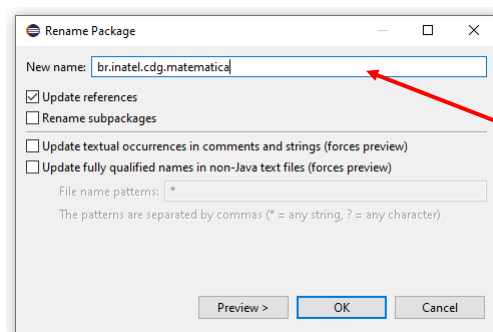 Rename Package
New name: br.inatel.cdg.matematica
Update references
Rename subpackages
Update textual occurrences in comments and strings (forces preview)
Update fully qualified names in non-Java text files (forces preview)
File name patterns: *
The patterns are separated by commas (* = any string, ? = any character)
Preview > OK Cancel